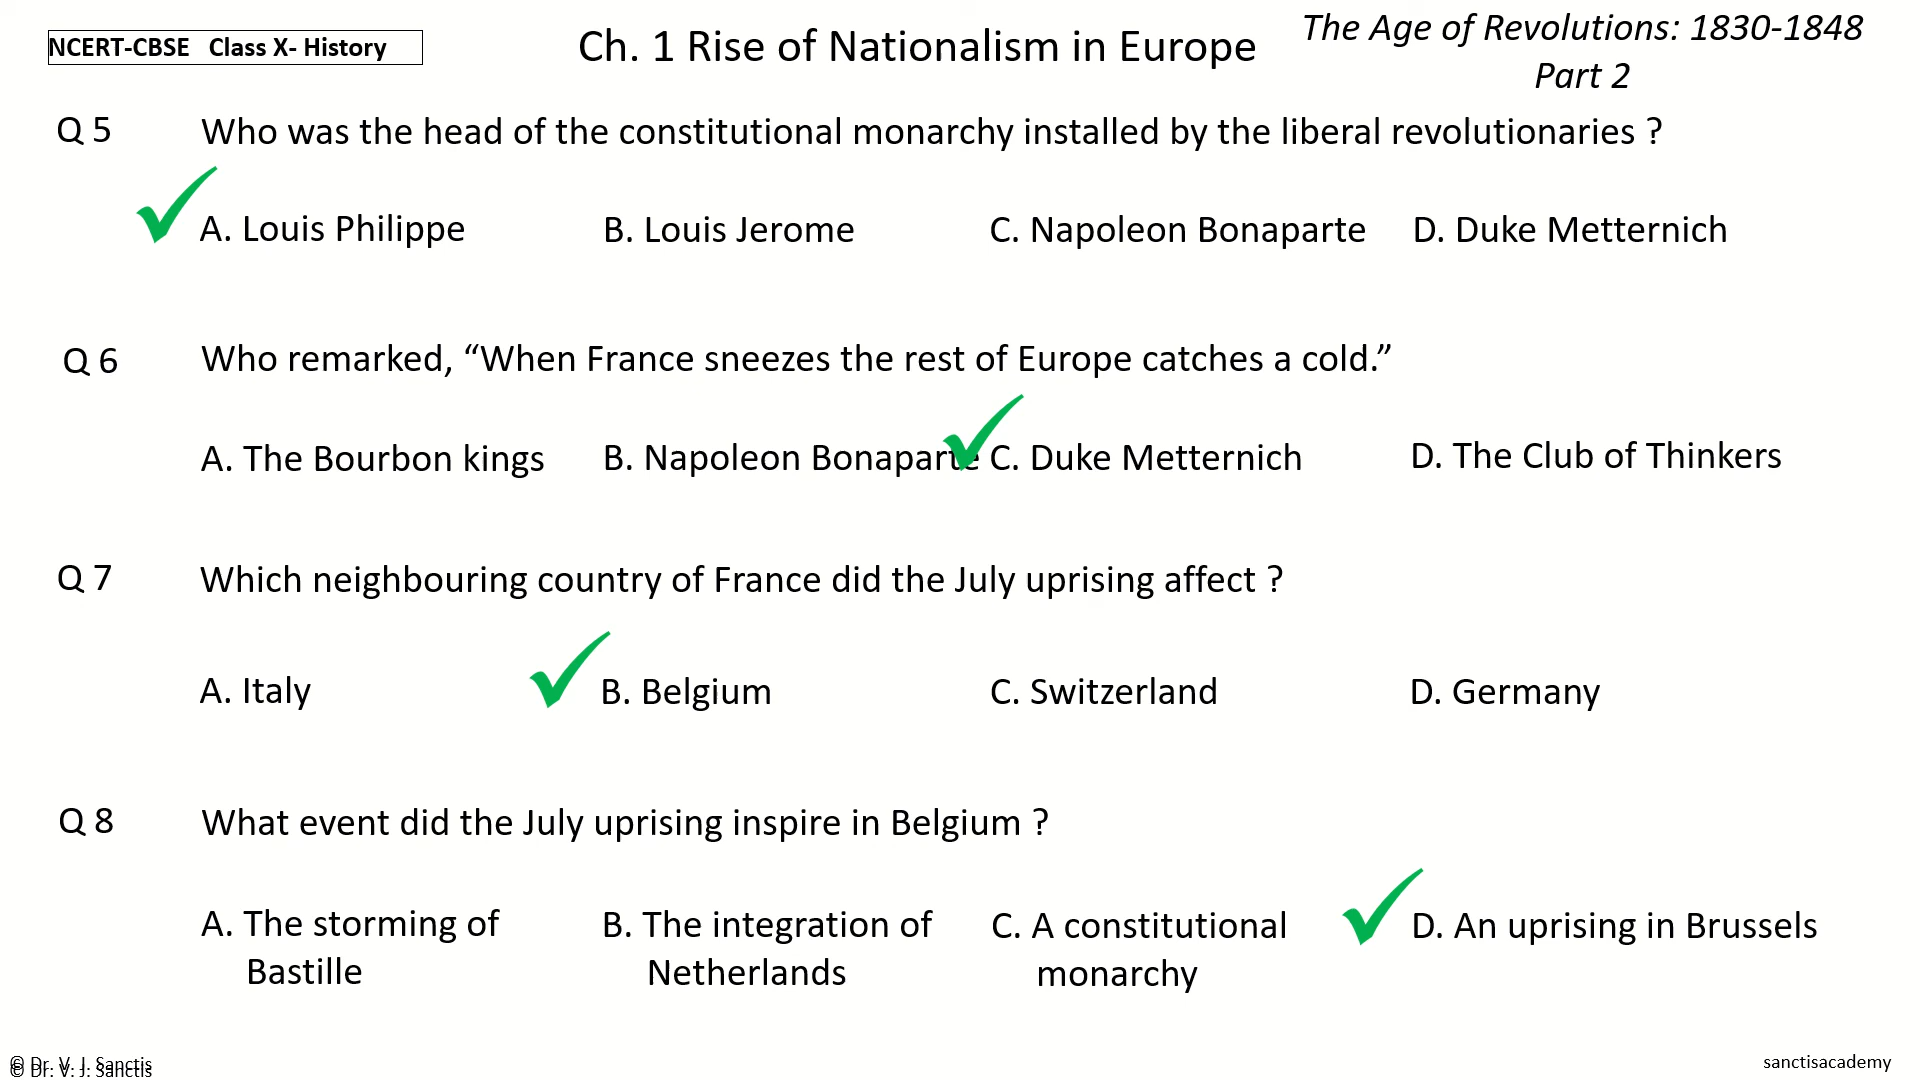 NCERT-CBSE Class X- History
Ch. 1 Rise of Nationalism in Europe
The Age of Revolutions: 1830-1848
Part 2
Q 5 Who was the head of the constitutional monarchy installed by the liberal revolutionaries ?
A. Louis Philippe B. Louis Jerome C. Napoleon Bonaparte D. Duke Metternich
Q 6 Who remarked, “When France sneezes the rest of Europe catches a cold.”
A. The Bourbon kings B. Napoleon Bonaparte C. Duke Metternich D. The Club of Thinkers
Q 7 Which neighbouring country of France did the July uprising affect ?
A. Italy B. Belgium C. Switzerland D. Germany
Q 8 What event did the July uprising inspire in Belgium ?
A. The storming of B. The integration of C. A constitutional D. An uprising in Brussels
Bastille Netherlands monarchy
© Dr. V. J. Sanctis
© Dr. V. J. Sanctis
sanctisacademy